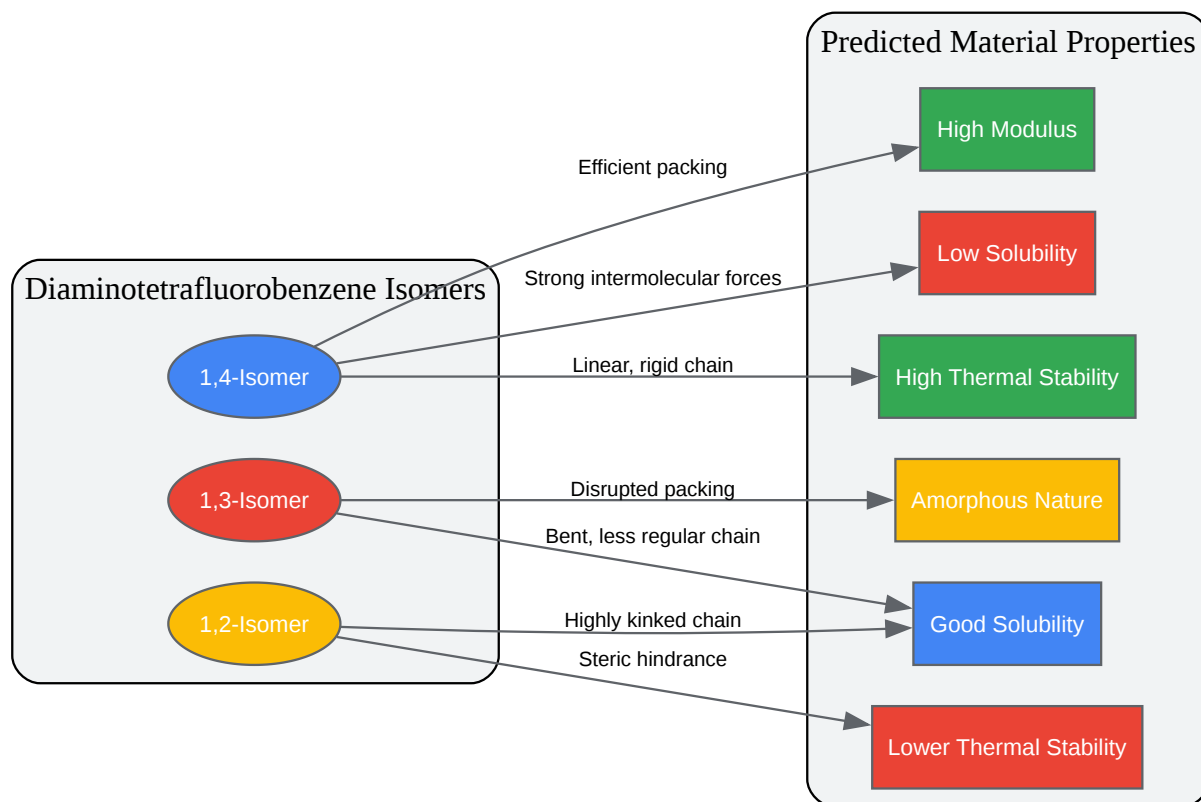 Predicted Material Properties
High Modulus
Efficient packing
Low Solubility
Diaminotetrafluorobenzene Isomers
Strong intermolecular forces
1,4-Isomer
Linear, rigid chain
High Thermal Stability
1,3-Isomer
Disrupted packing
Amorphous Nature
Bent, less regular chain
1,2-Isomer
Highly kinked chain
Good Solubility
Steric hindrance
Lower Thermal Stability